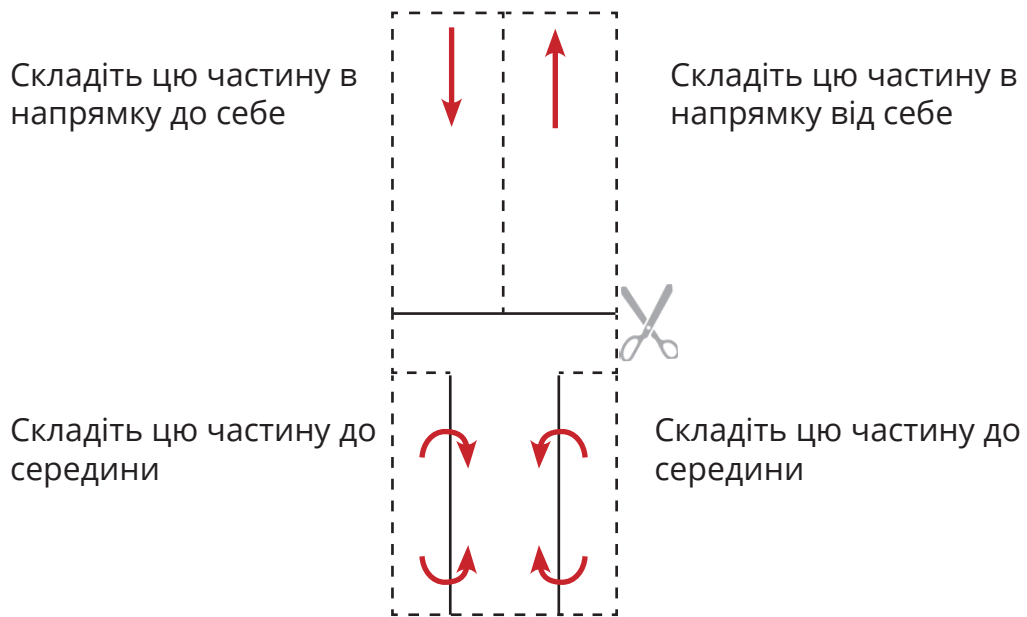 Складіть цю частину в
напрямку до себе
Складіть цю частину в
напрямку від себе
Складіть цю частину до
середини
Складіть цю частину до
середини